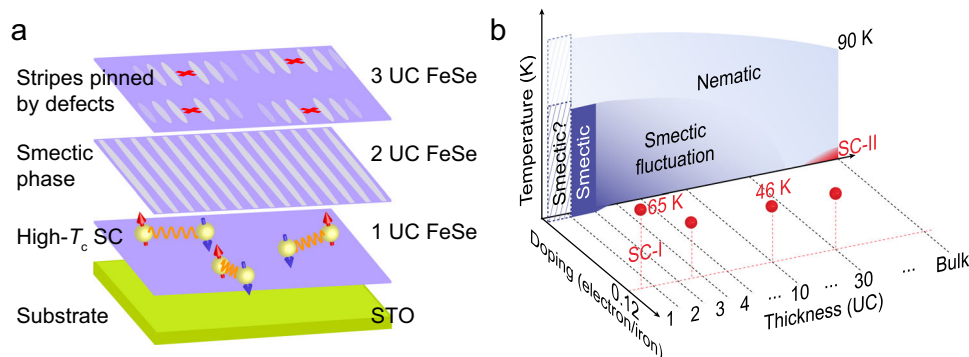 a
Stripes pinned
by defects
3 UC FeSe
Smectic
phase
2 UC FeSe
High-Tc SC
1 UC FeSe
Substrate
STO
b
Temperature (K)
90 K
Nematic
Smectic?
Smectic
Smectic
fluctuation
SC-II
65 K
46 K
SC-I
Doping (electron/iron)
0.12
1 2 3 4 ... 10 ... 30 ... Bulk
Thickness (UC)